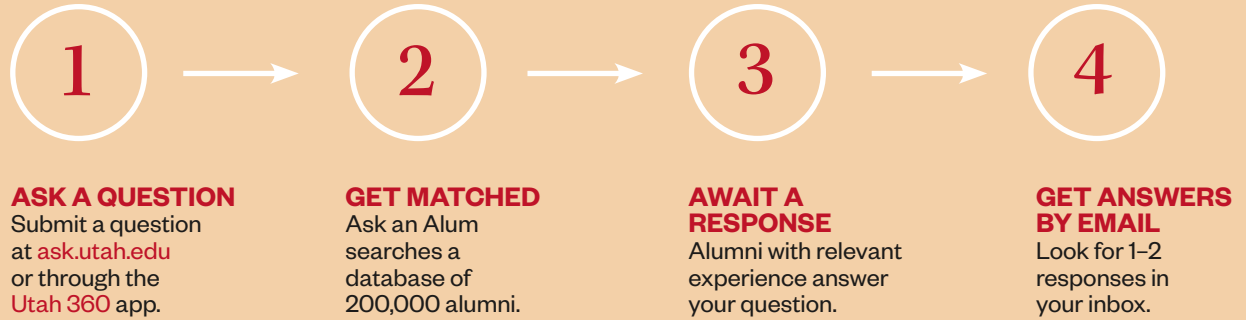 1
2
3
4
ASK A QUESTION
Submit a question
at ask.utah.edu
or through the
Utah 360 app.
GET MATCHED
Ask an Alum
searches a
database of
200,000 alumni.
AWAIT A
RESPONSE
Alumni with relevant
experience answer
your question.
GET ANSWERS
BY EMAIL
Look for 1–2
responses in
your inbox.